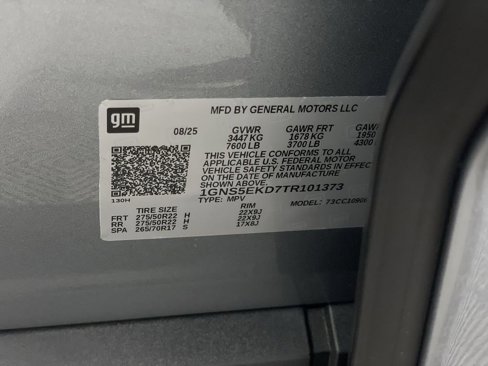 gm
MFD BY GENERAL MOTORS LLC
08/25 GVWR GAWR FRT GAW
3447 KG 1678 KG 1950
7600 LB 3700 LB 4300
THIS VEHICLE CONFORMS TO ALL
APPLICABLE U.S. FEDERAL MOTOR
VEHICLE SAFETY STANDARDS IN EFFEC
ON THE DATE OF MANUFACTURE
SHOWN ABOVE.
1GNS5EKD7TR101373
130H TYPE: MPV MODEL:
TIRE SIZE RIM
FRT 275/50R22 H 22X9J
RR 275/50R22 H 22X9J
SPA 265/70R17 S 17X8J